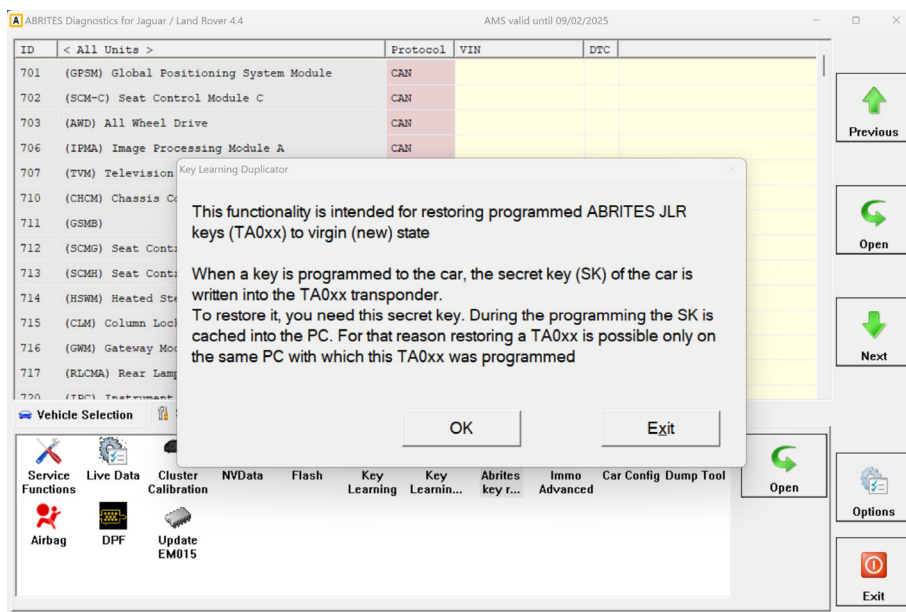 A ABRITES Diagnostics for Jaguar / Land Rover 4.4 AMS valid until 09/02/2025
ID < All Units > Protocol VIN DTC
701 (GPSM) Global Positioning System Module CAN
702 (SCM-C) Seat Control Module C CAN
703 (AWD) All Wheel Drive CAN
706 (IPMA) Image Processing Module A CAN
707 (TVM) Television
710 (CHCM) Chassis
711 (GSMB)
712 (SCMG) Seat
713 (SCMH) Seat
714 (HSWM) Heated
715 (CLM) Column
716 (GWM) Gateway
717 (RLCMA) Rear
720 (IPC) Instrument
Key Learning Duplicator
This functionality is intended for restoring programmed ABRITES JLR
keys (TA0xx) to virgin (new) state
When a key is programmed to the car, the secret key (SK) of the car is
written into the TA0xx transponder.
To restore it, you need this secret key. During the programming the SK is
cached into the PC. For that reason restoring a TA0xx is possible only on
the same PC with which this TA0xx was programmed
OK Exit
Previous
Open
Next
Vehicle Selection
Service Live Data Cluster NVData Flash Key Key Abrites Immo Car Config Dump Tool
Functions Calibration Learning Learnin... key r... Advanced
Open
Airbag DPF Update
EM015
Options
Exit